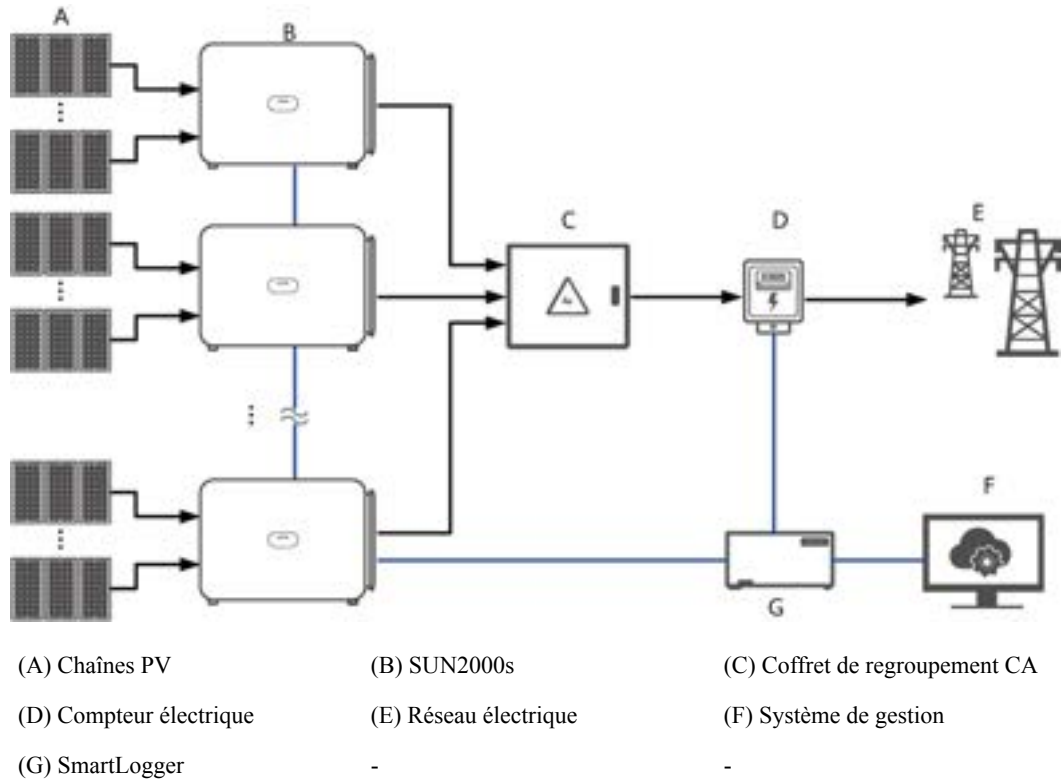 A
B
C
D
E
F
G
(A) Chaînes PV (B) SUN2000s (C) Coffret de regroupement CA
(D) Compteur électrique (E) Réseau électrique (F) Système de gestion
(G) SmartLogger - -